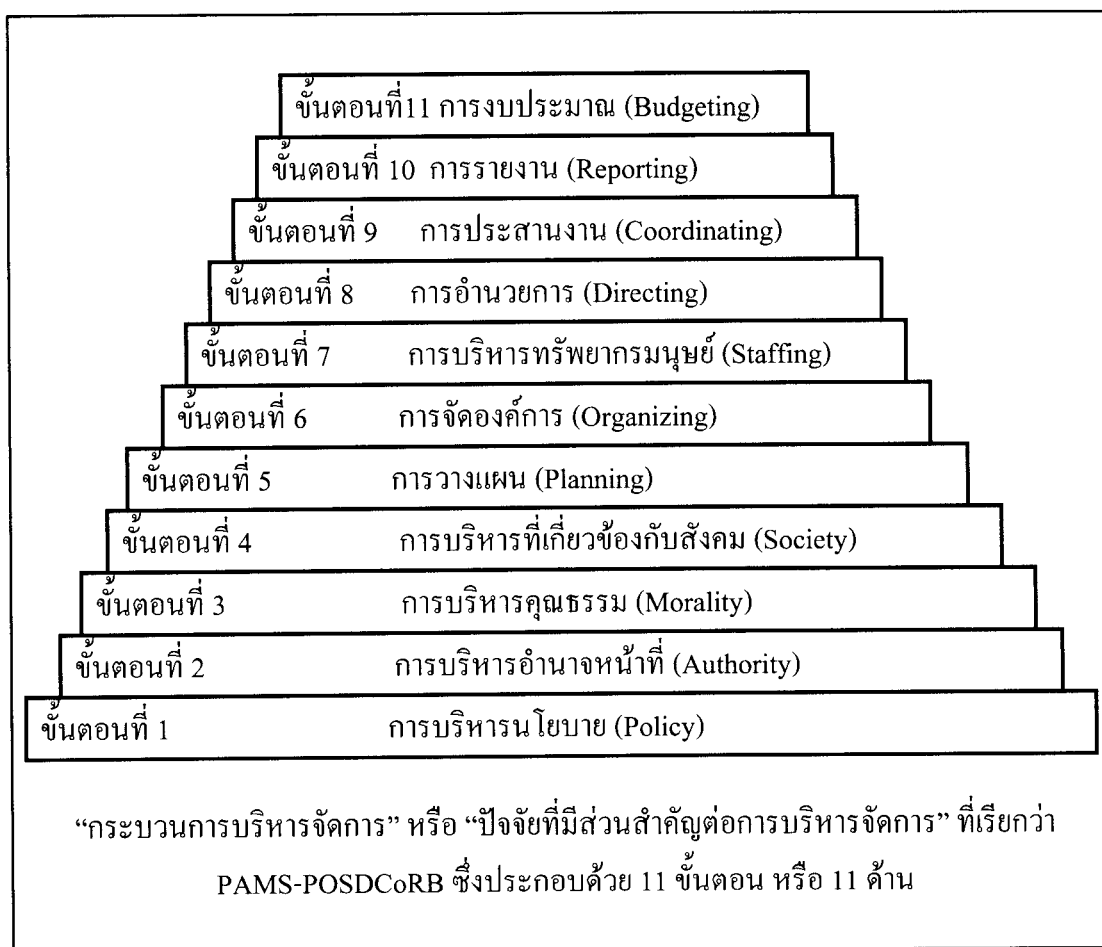 ขั้นตอนที่11 การงบประมาณ (Budgeting)
ขั้นตอนที่ 10 การรายงาน (Reporting)
ขั้นตอนที่ 9 การประสานงาน (Coordinating)
ขั้นตอนที่ 8 การอำนวยการ (Directing)
ขั้นตอนที่ 7 การบริหารทรัพยากรมนุษย์ (Staffing)
ขั้นตอนที่ 6 การจัดองค์การ (Organizing)
ขั้นตอนที่ 5 การวางแผน (Planning)
ขั้นตอนที่ 4 การบริหารที่เกี่ยวข้องกับสังคม (Society)
ขั้นตอนที่ 3 การบริหารคุณธรรม (Morality)
ขั้นตอนที่ 2 การบริหารอำนาจหน้าที่ (Authority)
ขั้นตอนที่ 1 การบริหารนโยบาย (Policy)
“กระบวนการบริหารจัดการ” หรือ “ปัจจัยที่มีส่วนสำคัญต่อการบริหารจัดการ” ที่เรียกว่า
PAMS-POSDCoRB ซึ่งประกอบด้วย 11 ขั้นตอน หรือ 11 ด้าน